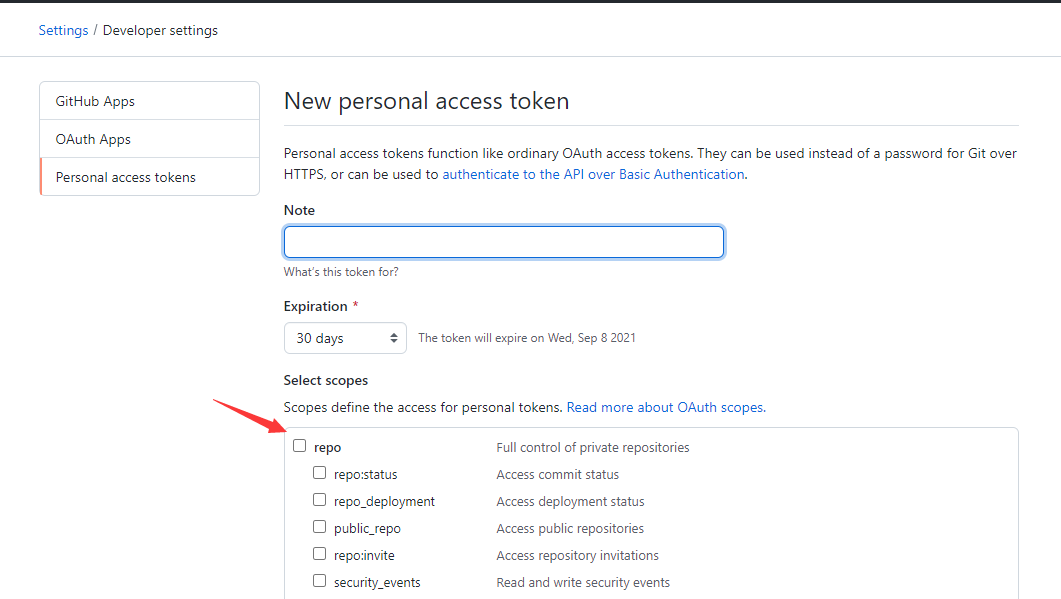 Settings / Developer settings
GitHub Apps
OAuth Apps
Personal access tokens
New personal access token
Personal access tokens function like ordinary OAuth access tokens. They can be used instead of a password for Git over
HTTPS, or can be used to authenticate to the API over Basic Authentication.
Note
What's this token for?
Expiration *
30 days
The token will expire on Wed, Sep 8 2021
Select scopes
Scopes define the access for personal tokens. Read more about OAuth scopes.
repo Full control of private repositories
repo:status Access commit status
repo_deployment Access deployment status
public_repo Access public repositories
repo:invite Access repository invitations
security_events Read and write security events